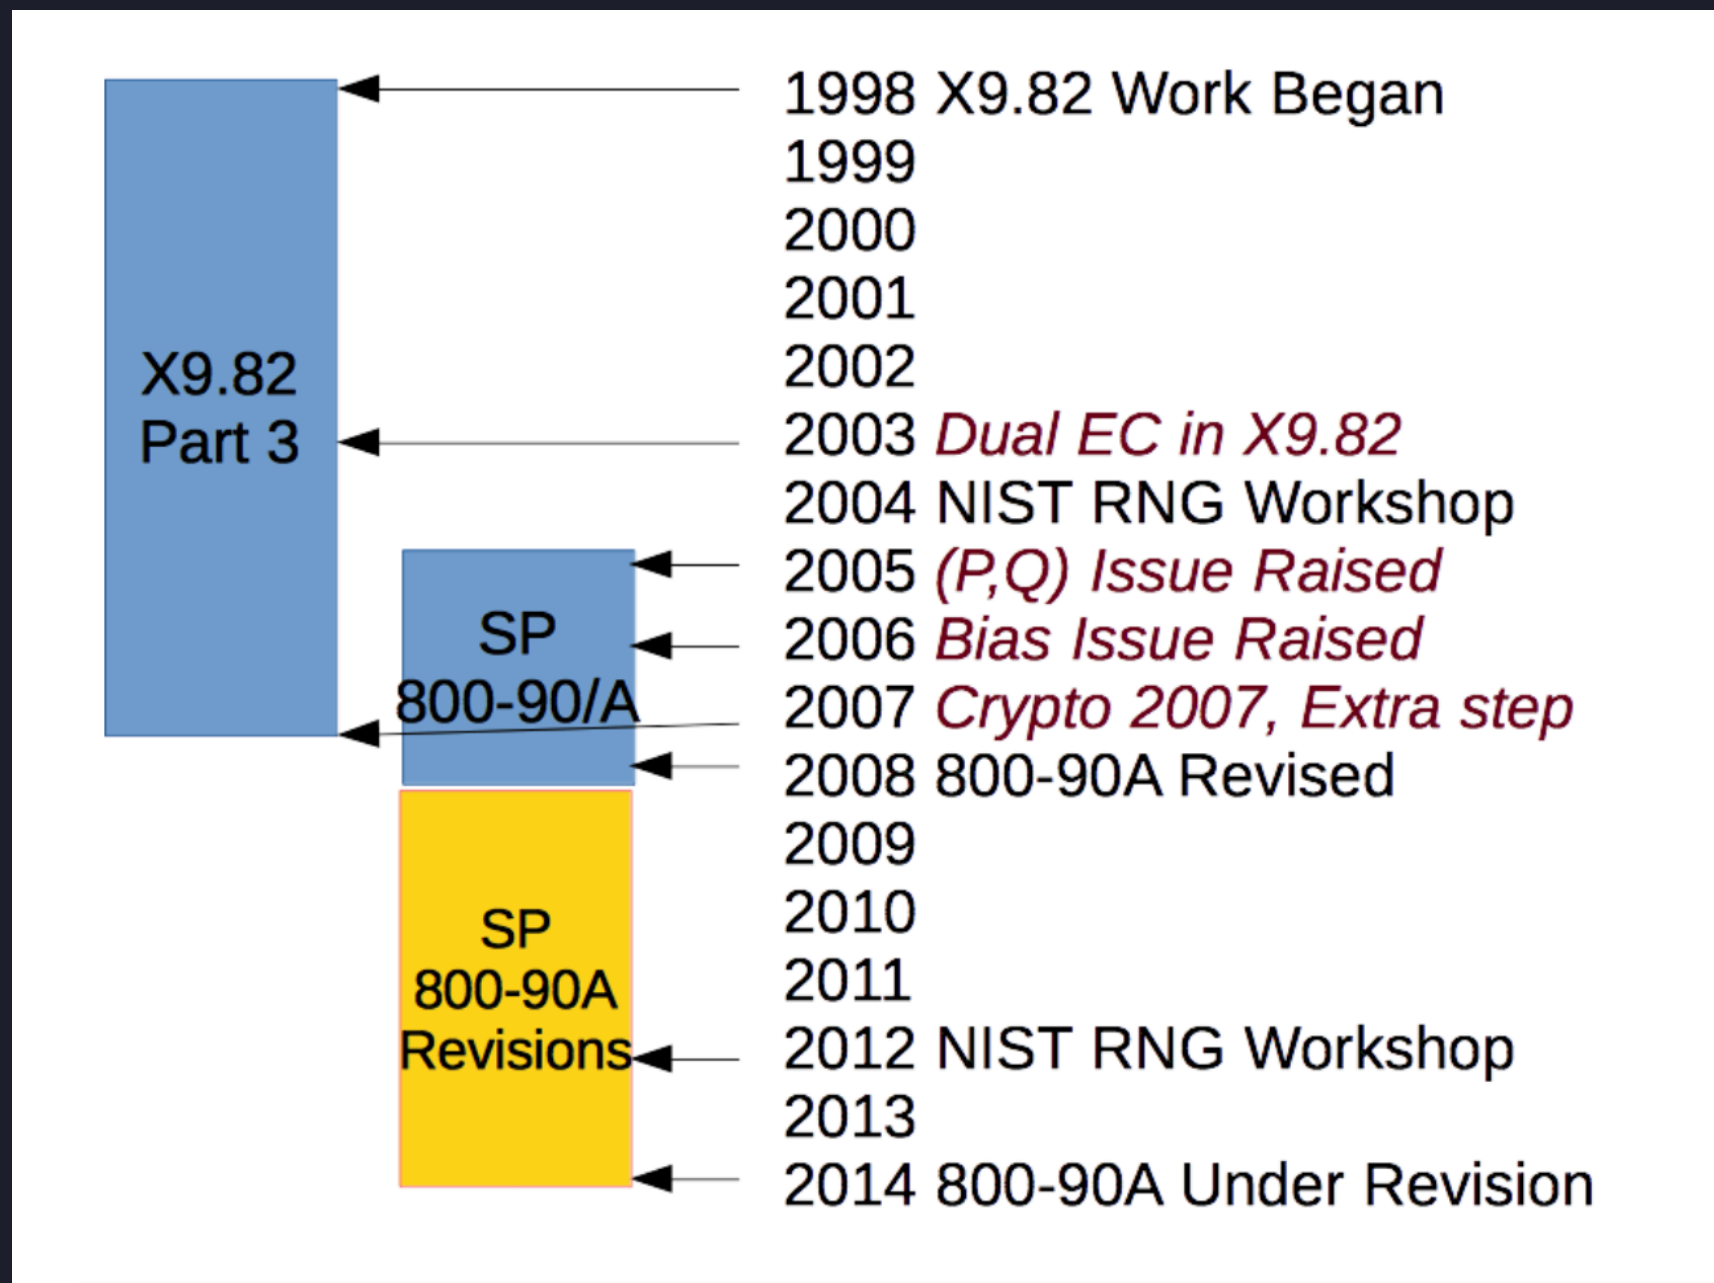 X9.82
Part 3
SP
800-90/A
SP
800-90A
Revisions
1998 X9.82 Work Began
1999
2000
2001
2002
2003 Dual EC in X9.82
2004 NIST RNG Workshop
2005 (P,Q) Issue Raised
2006 Bias Issue Raised
2007 Crypto 2007, Extra step
2008 800-90A Revised
2009
2010
2011
2012 NIST RNG Workshop
2013
2014 800-90A Under Revision